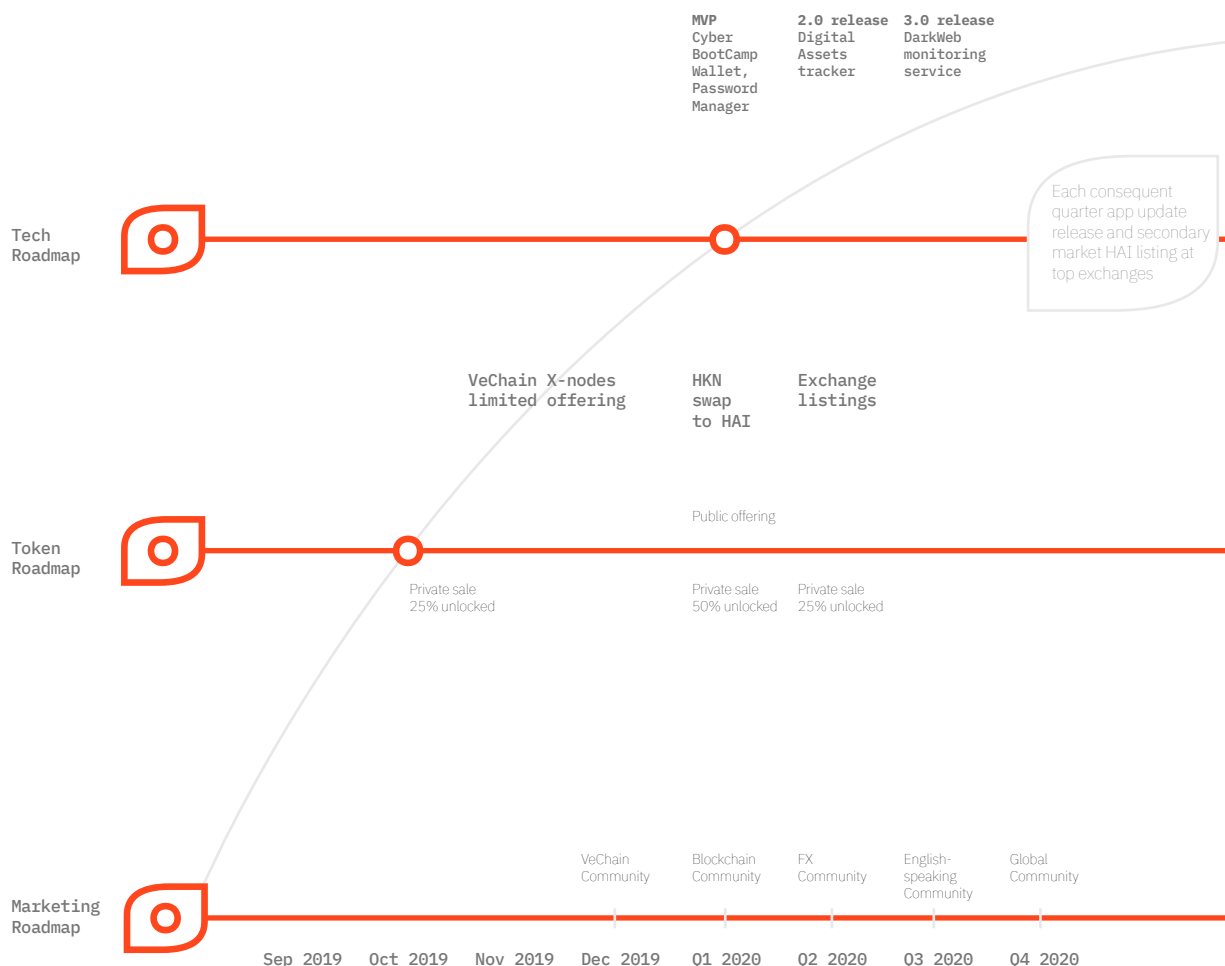 MVP
Cyber
BootCamp
Wallet,
Password
Manager
2.0 release
Digital
Assets
tracker
3.0 release
DarkWeb
monitoring
service
Tech
Roadmap
Each consequent
quarter app update
release and secondary
market HAI listing at
top exchanges
VeChain X-nodes
limited offering
HKN
swap
to HAI
Exchange
listings
Public offering
Token
Roadmap
Private sale
25% unlocked
Private sale
50% unlocked
Private sale
25% unlocked
VeChain
Community
Blockchain
Community
FX
Community
English-
speaking
Community
Global
Community
Marketing
Roadmap
Sep 2019
Oct 2019
Nov 2019
Dec 2019
Q1 2020
Q2 2020
Q3 2020
Q4 2020